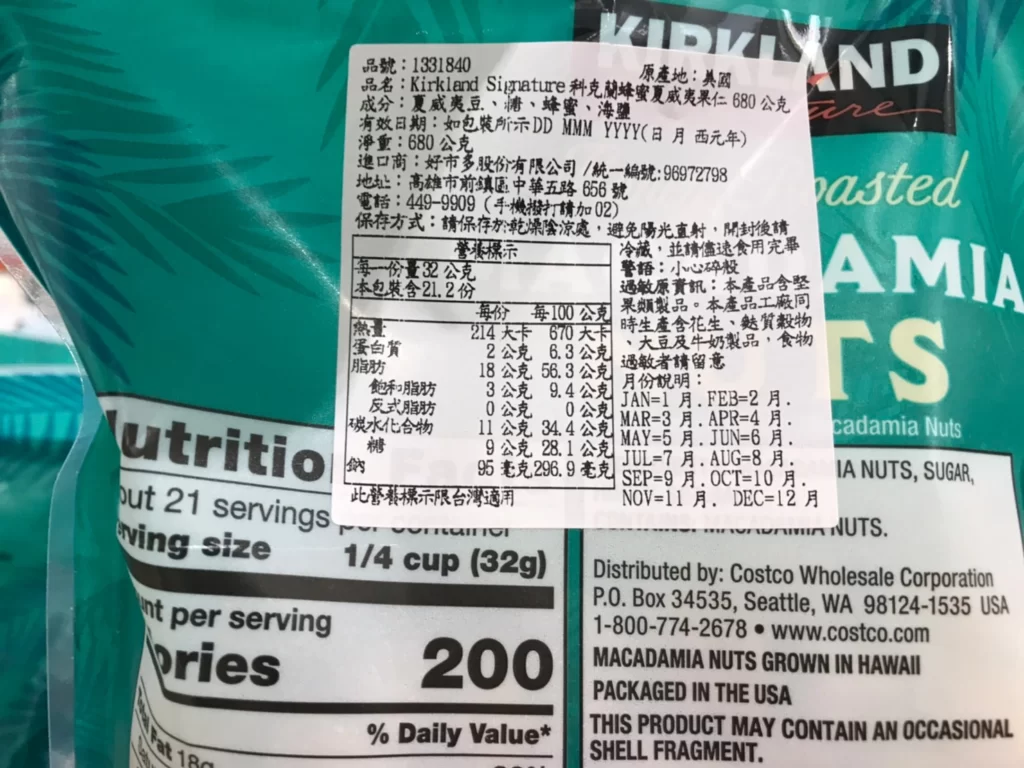 KIRKLAND
品號：1331840
原產地：美國
品名：Kirkland Signature 科克蘭蜂蜜夏威夷果仁 680 公克
成分：夏威夷豆、糖、蜂蜜、海鹽
有效日期：如包裝所示DD MMM YYYY(日 月 西元年)
淨重：680 公克
進口商：好市多股份有限公司 /統一編號:96972798
地址：高雄市前鎮區中華五路 656 號
電話：449-9909 (手機撥打請加 02)
保存方式：請保存於乾燥陰涼處，避免陽光直射，開封後請
冷藏，並請儘速食用完畢
警語：小心碎殼
過敏原資訊：本產品含堅
果類製品。本產品工廠同
時生產含花生、麩質穀物
、大豆及牛奶製品，食物
過敏者請留意
月份說明：
JAN=1 月.FEB=2 月.
MAR=3 月.APR=4 月.
MAY=5 月.JUN=6 月.
JUL=7 月.AUG=8 月.
SEP=9 月.OCT=10 月.
NOV=11 月. DEC=12 月
營養標示
每一份量 32 公克
本包裝含 21.2 份
每份 每 100 公克
熱量 214 大卡 670 大卡
蛋白質 2 公克 6.3 公克
脂肪 18 公克 56.3 公克
飽和脂肪 3 公克 9.4 公克
反式脂肪 0 公克 0 公克
碳水化合物 11 公克 34.4 公克
糖 9 公克 28.1 公克
鈉 95 毫克 296.9 毫克
此營養標示限台灣適用
oasted
AMIA
TS
cadamia Nuts
utritio
out 21 servings per container
rving size 1/4 cup (32g)
nt per serving
ories 200
% Daily Value*
Fat 18g
IA NUTS, SUGAR,
CONTAINS: MACADAMIA NUTS.
Distributed by: Costco Wholesale Corporation
P.O. Box 34535, Seattle, WA 98124-1535 USA
1-800-774-2678 • www.costco.com
MACADAMIA NUTS GROWN IN HAWAII
PACKAGED IN THE USA
THIS PRODUCT MAY CONTAIN AN OCCASIONAL
SHELL FRAGMENT.